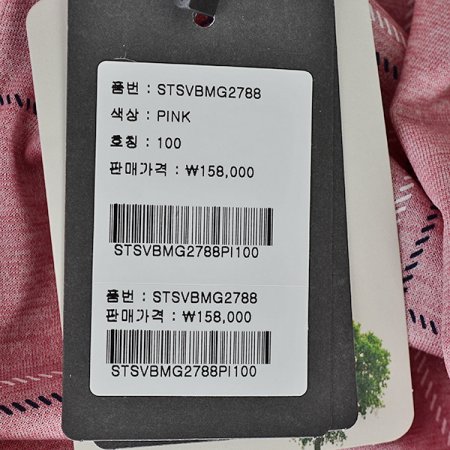 품번 : STSVBMG2788
색상 : PINK
호칭 : 100
판매가격 : ₩158,000
STSVBMG2788PI100
품번 : STSVBMG2788
판매가격 : ₩158,000
STSVBMG2788PI100